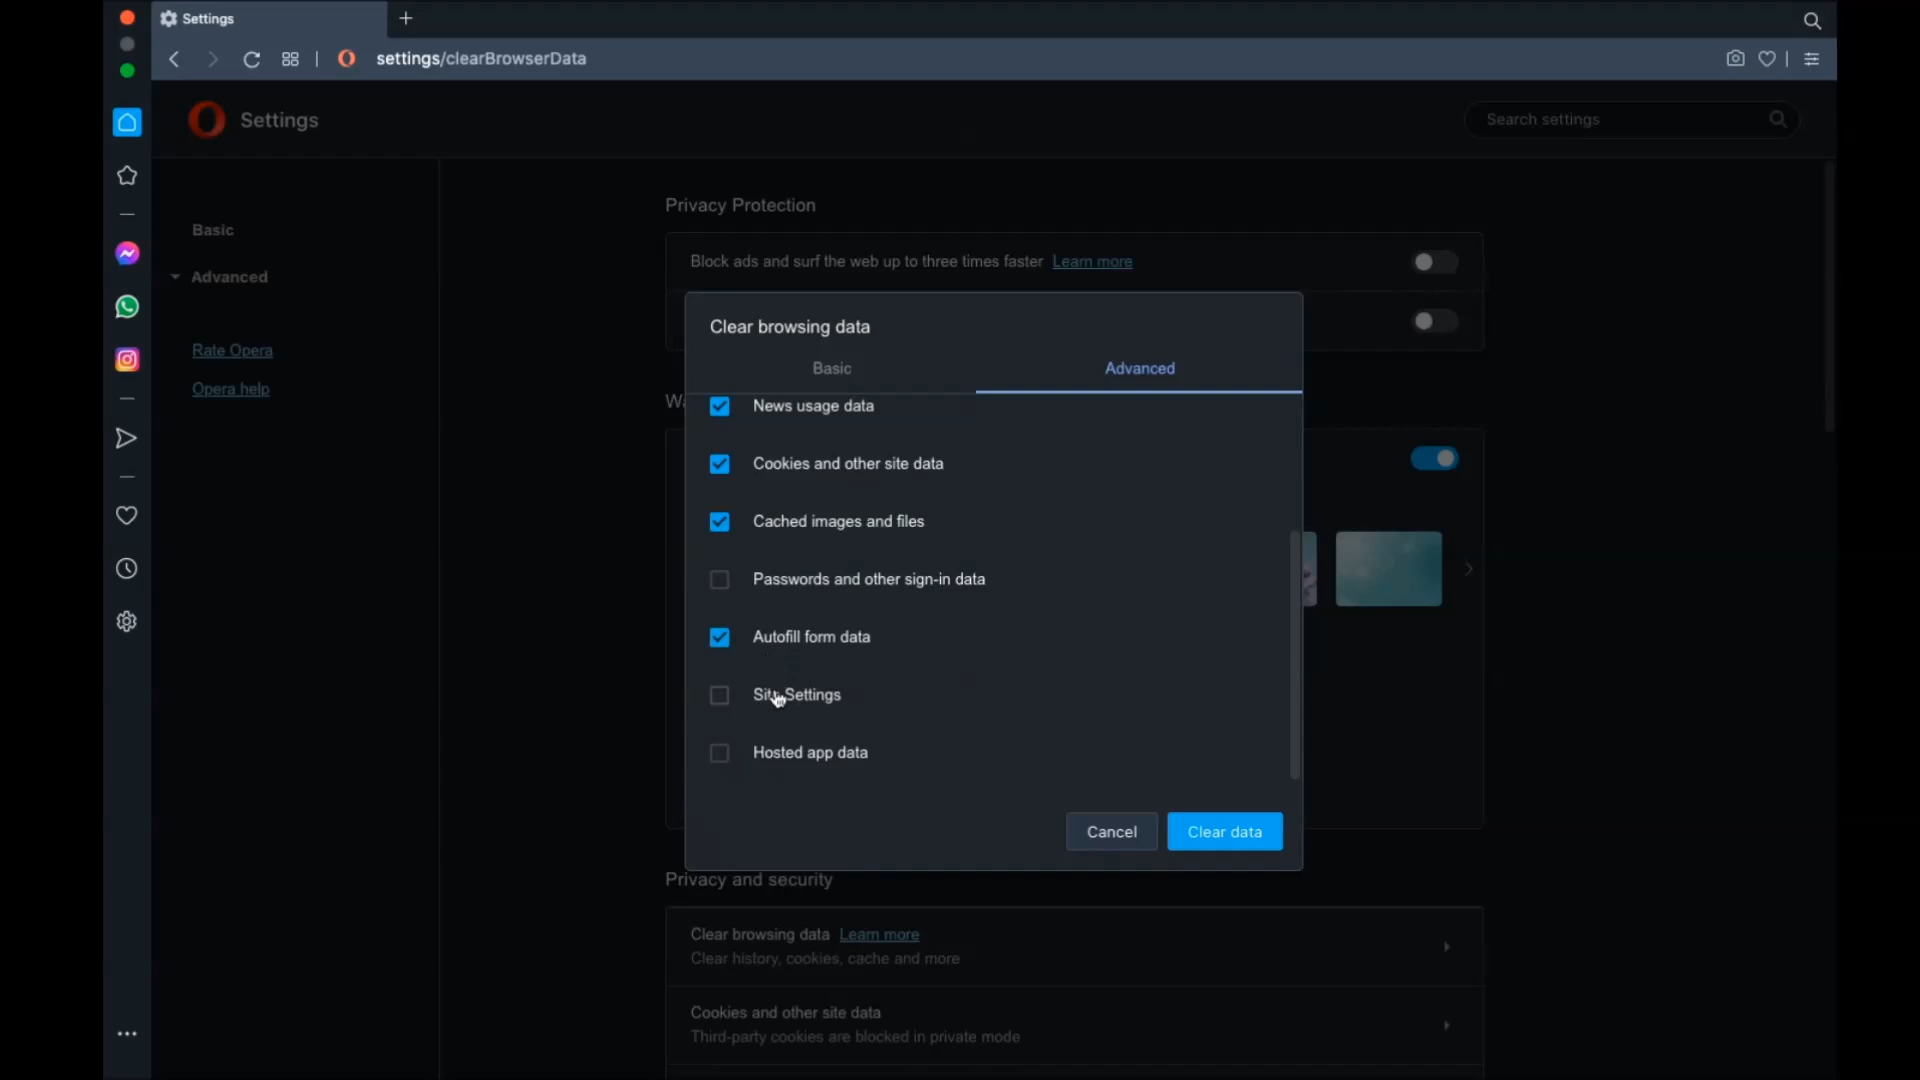 Settings
settings/clearBrowserData
Settings
Search settings
Basic
Advanced
Rate Opera
Opera help
Privacy Protection
Block ads and surf the web up to three times faster Learn more
Clear browsing data
Basic
Advanced
News usage data
Cookies and other site data
Cached images and files
Passwords and other sign-in data
Autofill form data
Site Settings
Hosted app data
Cancel
Clear data
Privacy and security
Clear browsing data Learn more
Clear history, cookies, cache and more
Cookies and other site data
Third-party cookies are blocked in private mode